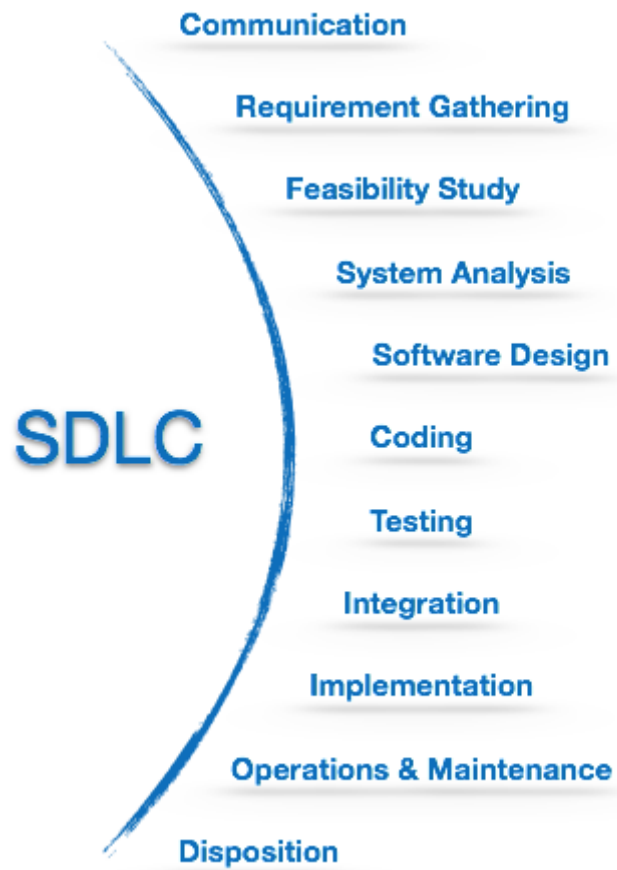 Communication
Requirement Gathering
Feasibility Study
System Analysis
Software Design
SDLC
Coding
Testing
Integration
Implementation
Operations & Maintenance
Disposition